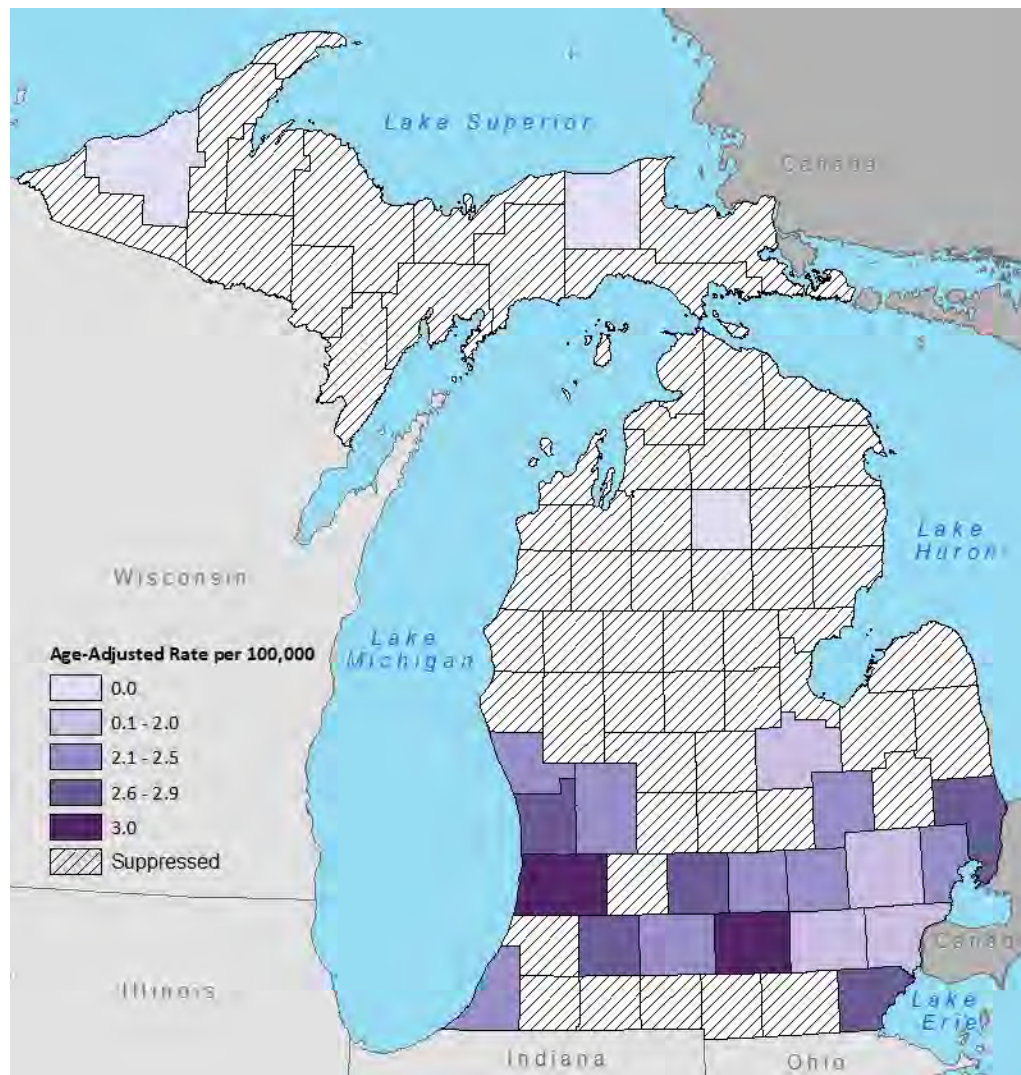 Lake Superior
Canada
Wisconsin
Lake
Huron
Lake
Michigan
Age-Adjusted Rate per 100,000
0.0
0.1 - 2.0
2.1 - 2.5
2.6 - 2.9
3.0
Suppressed
Canad
Illinois
Lake
Erie
Indiana
Ohio